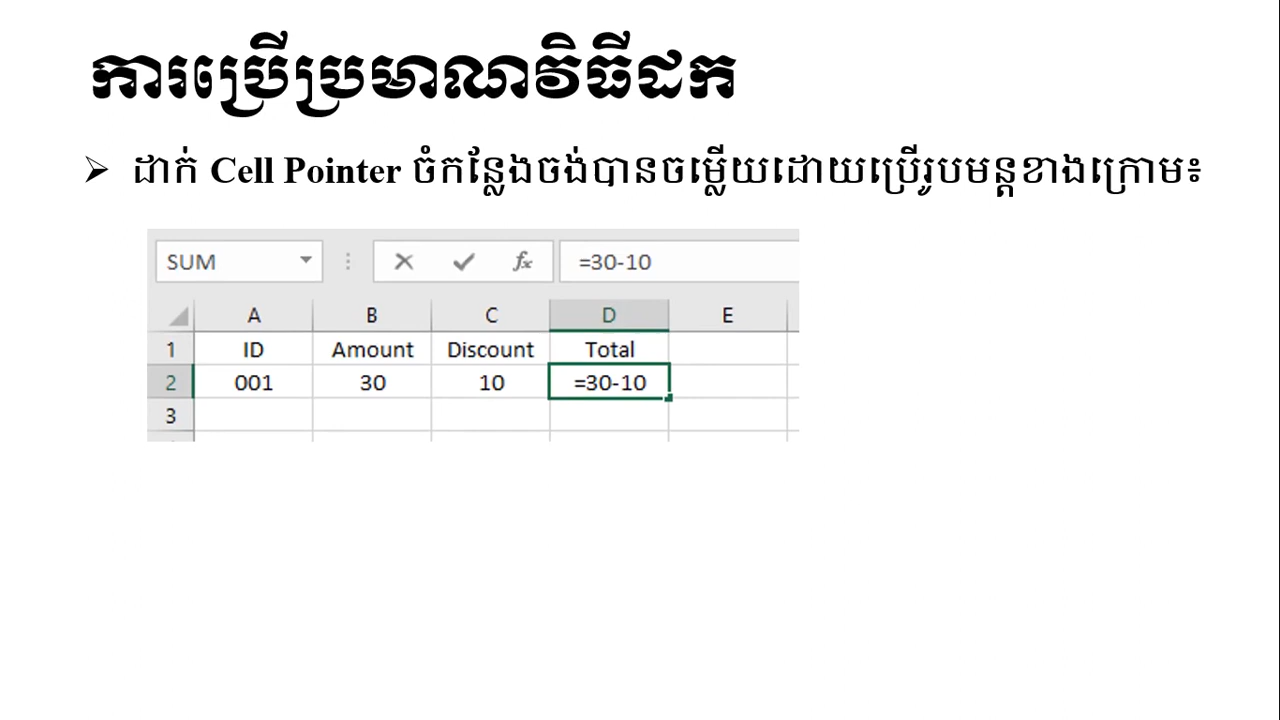 ការប្រើប្រមាណវិធីដក
➢ ដាក់ Cell Pointer ចំកន្លែងចង់បានចម្លើយដោយប្រើរូបមន្តខាងក្រោម៖
SUM =30-10
A B C D E
1 ID Amount Discount Total
2 001 30 10 =30-10
3